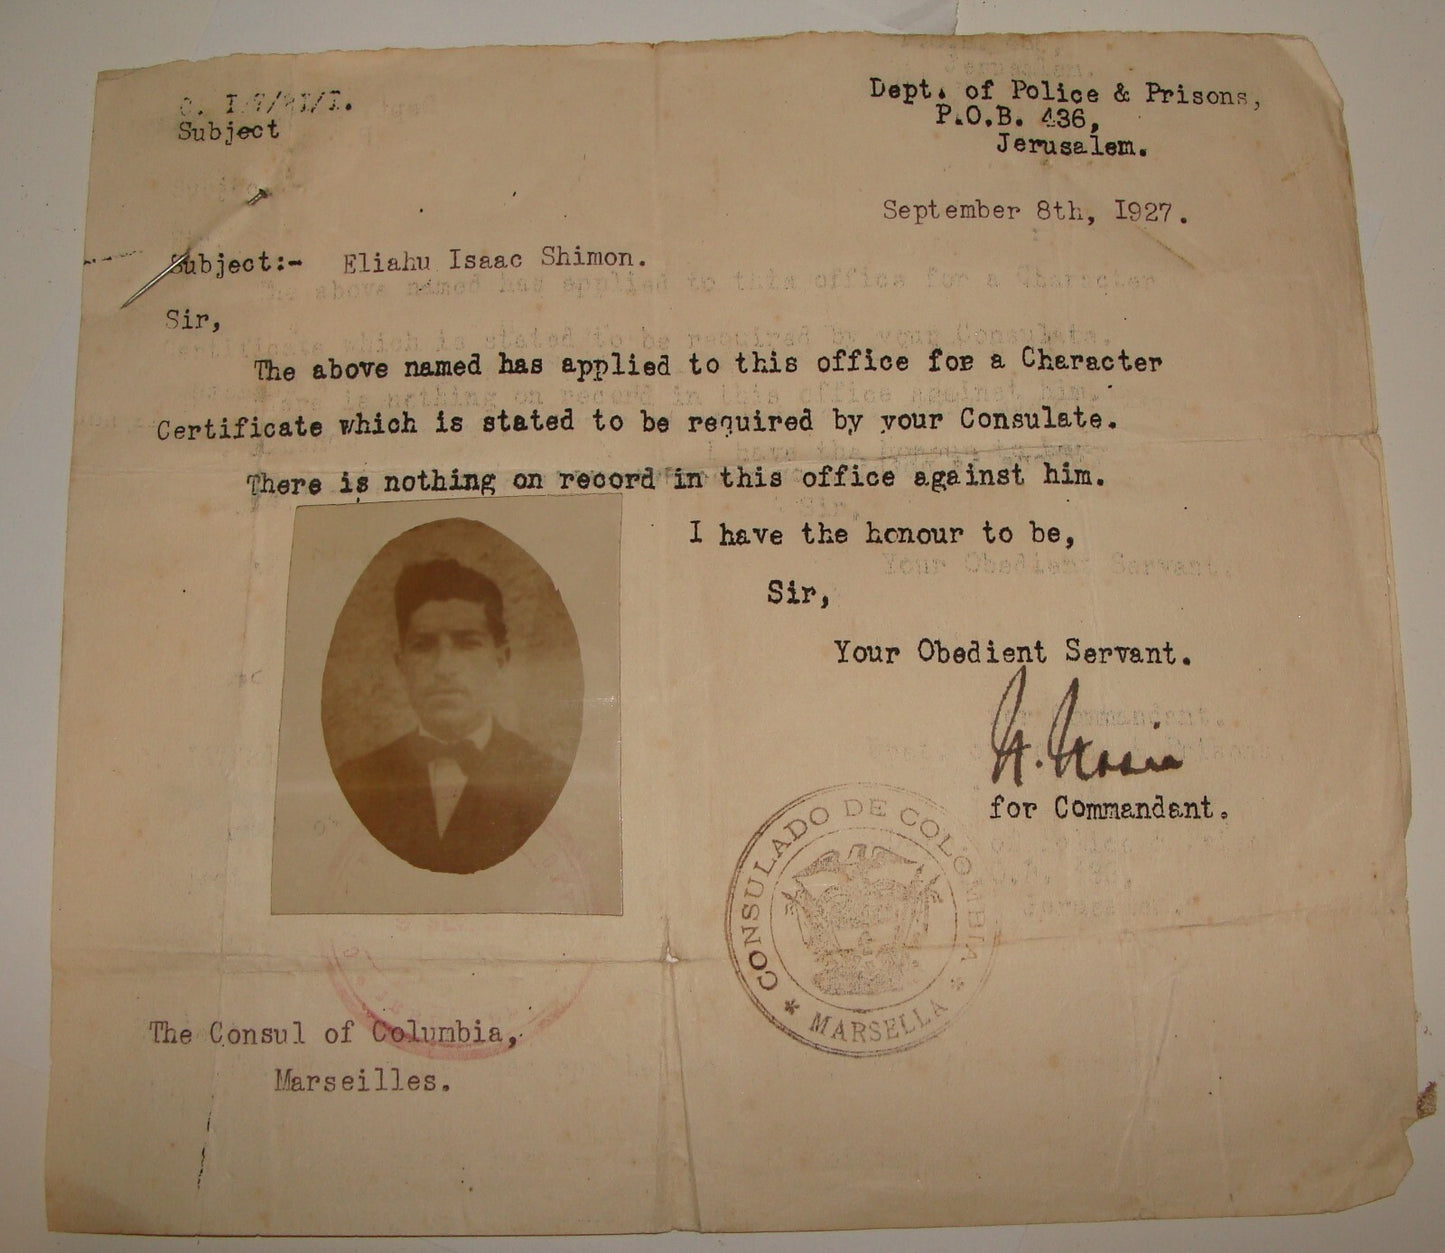 Dept. of Police & Prisons,
P.O.B. 436,
Jerusalem.
Subject
September 8th, I927.
Subject:- Eliahu Isaac Shimon.
Sir,
The above named has applied to this office for a Character
Certificate which is stated to be required by your Consulate.
There is nothing on record in this office against him.
I have the honour to be,
Sir,
Your Obedient Servant.
for Commandant.
CONSULADO DE COLOMBIA
* MARSELLA *
The Consul of Columbia,
Marseilles.